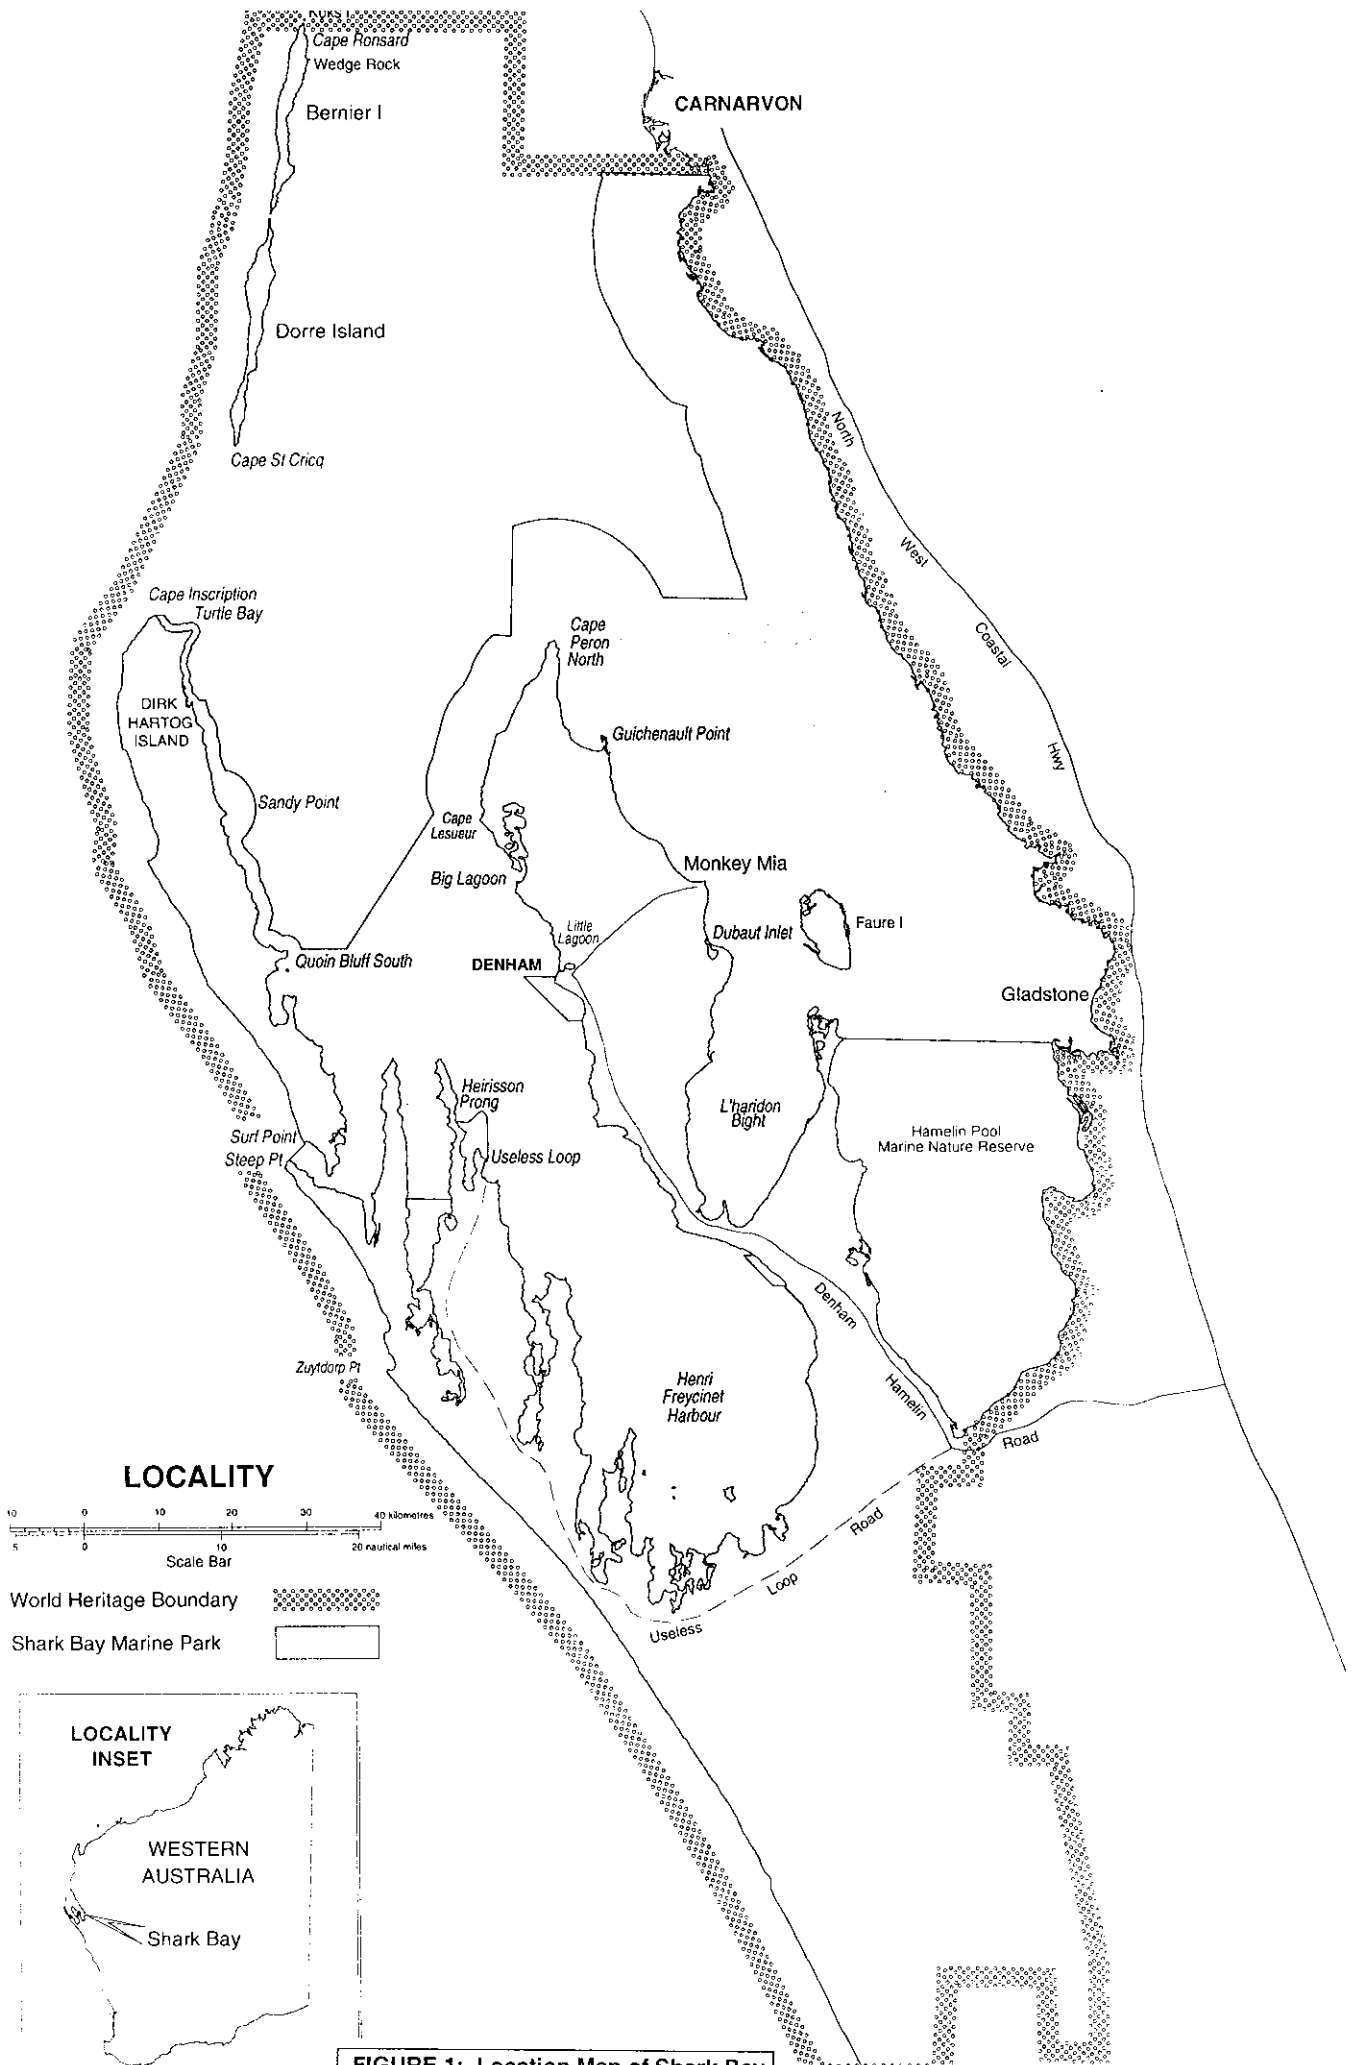 Koks I
Cape Ronsard
Wedge Rock
CARNARVON
Bernier I
Dorre Island
North
Cape St Cricq
West
Cape Inscription
Turtle Bay
Cape
Peron
North
Coastal
DIRK
HARTOG
ISLAND
Guichenault Point
Hwy
Sandy Point
Cape
Lesueur
Monkey Mia
Big Lagoon
Little
Lagoon
Dubaut Inlet
Faure I
Quoin Bluff South
DENHAM
Gladstone
Heirisson
Prong
L'haridon
Bight
Hamelin Pool
Marine Nature Reserve
Surf Point
Steep Pt
Useless Loop
Denham
Zuytdorp Pt
Henri
Freycinet
Harbour
Hamelin
Road
LOCALITY
10 0 10 20 30 40 kilometres
5 0 20 nautical miles
Scale Bar
Road
Loop
Useless
World Heritage Boundary
Shark Bay Marine Park
LOCALITY
INSET
WESTERN
AUSTRALIA
Shark Bay
FIGURE 1: Location Map of Shark Bay